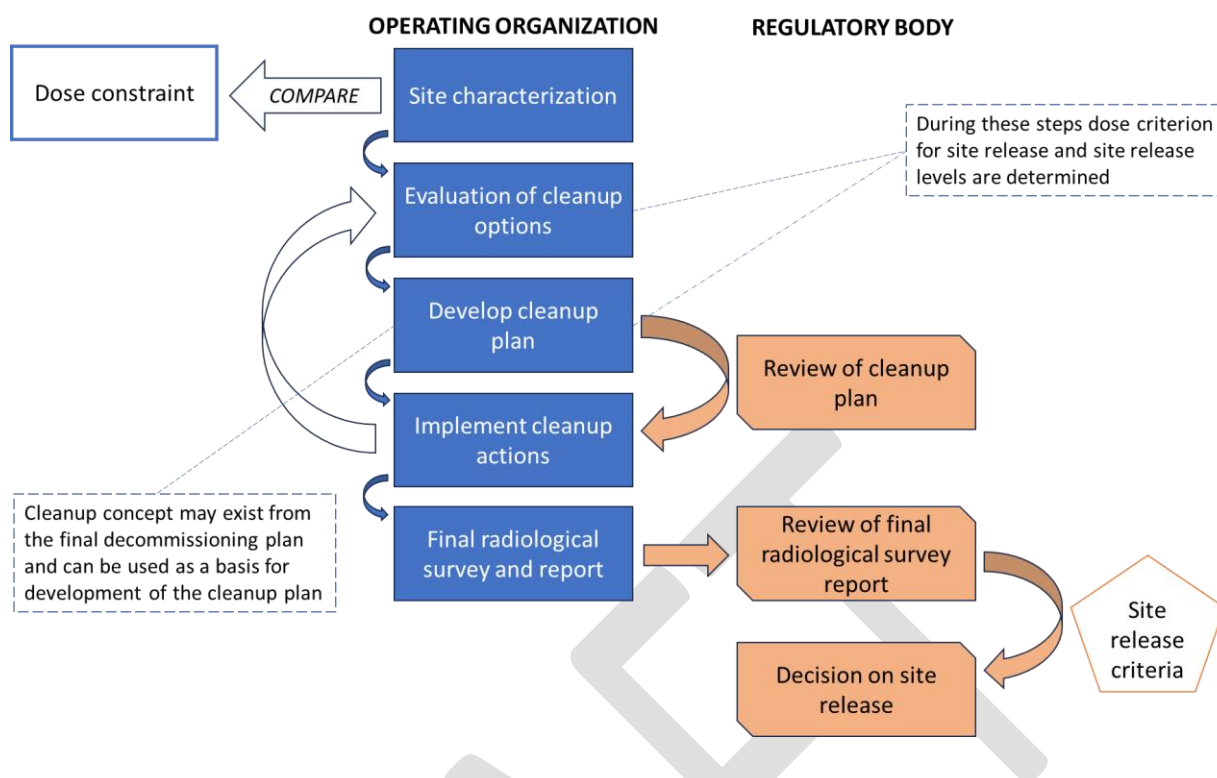 OPERATING ORGANIZATION
REGULATORY BODY
Dose constraint
COMPARE
Site characterization
During these steps dose criterion
for site release and site release
levels are determined
Evaluation of cleanup
options
Develop cleanup
plan
Review of cleanup
plan
Implement cleanup
actions
Cleanup concept may exist from
the final decommissioning plan
and can be used as a basis for
development of the cleanup plan
Final radiological
survey and report
Review of final
radiological survey
report
Site
release
criteria
Decision on site
release